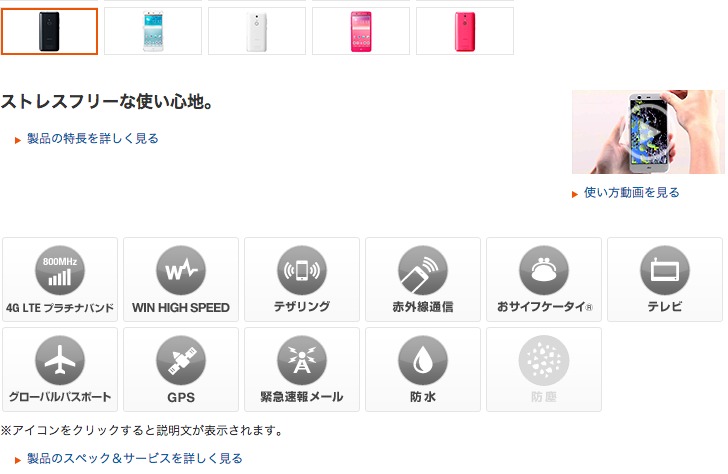 ストレスフリーな使い心地。
製品の特長を詳しく見る
使い方動画を見る
800MHz
4G LTE プラチナバンド
W
WIN HIGH SPEED
テザリング
赤外線通信
おサイフケータイ®
テレビ
グローバルパスポート
GPS
緊急速報メール
防水
防塵
※アイコンをクリックすると説明文が表示されます。
製品のスペック＆サービスを詳しく見る